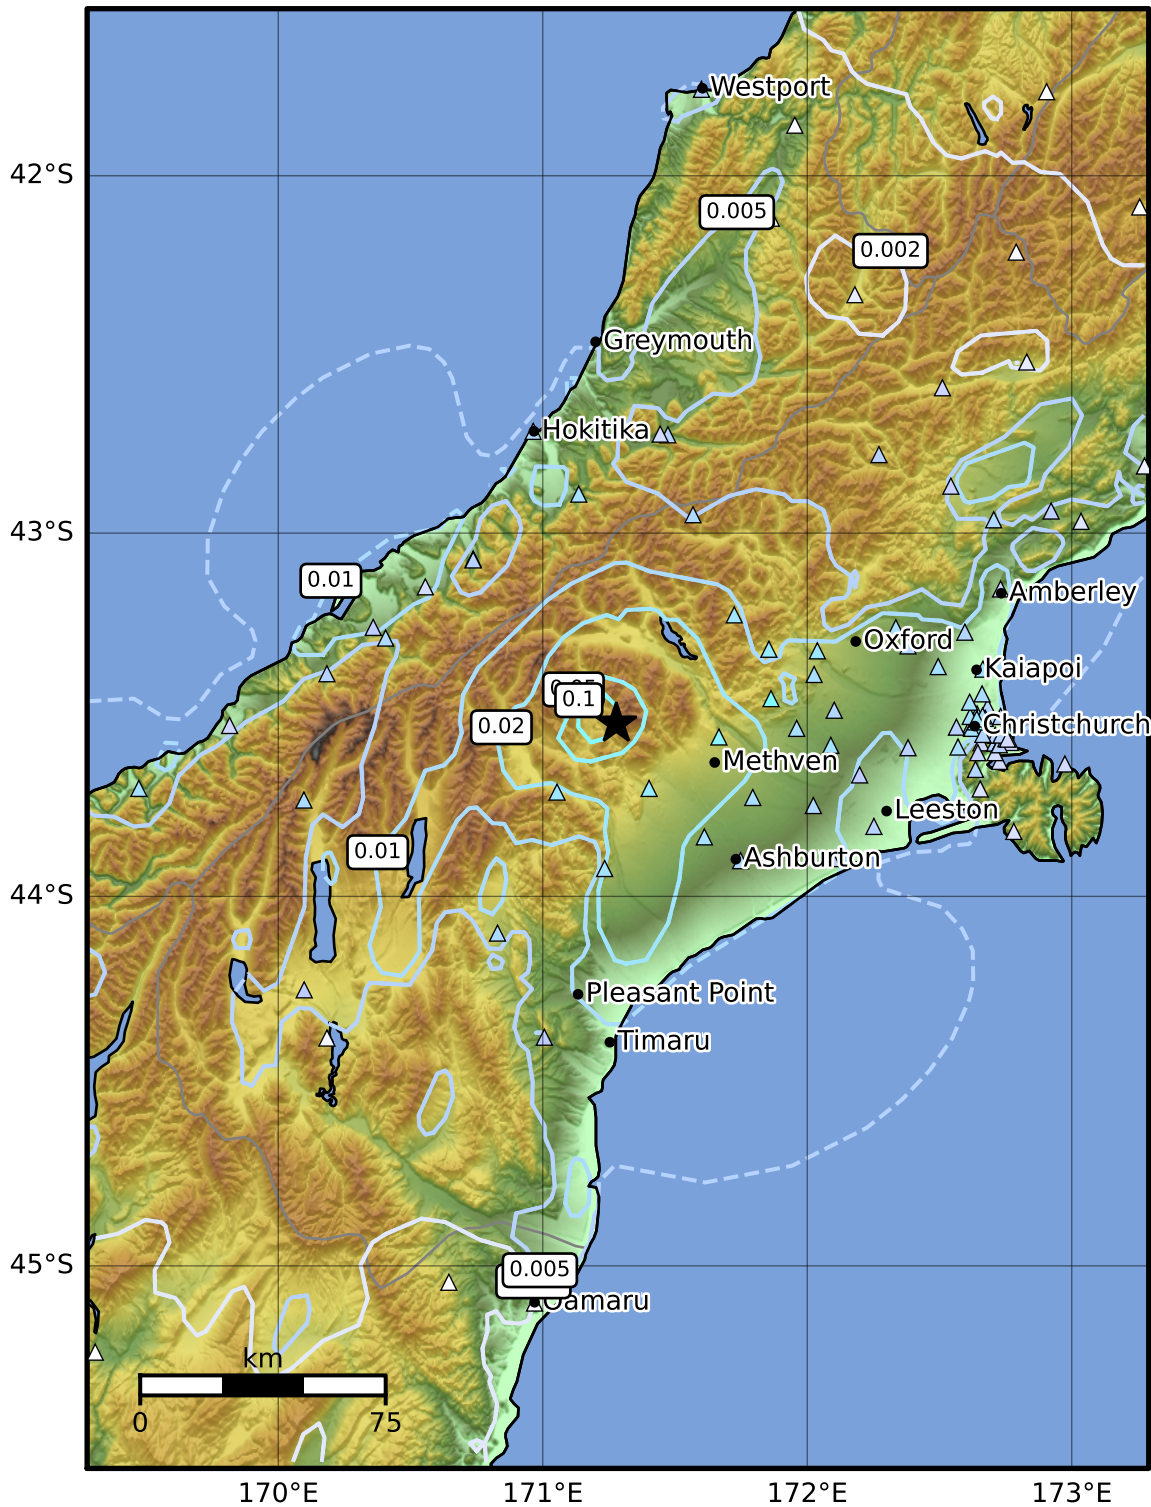 Westport
42°S
0.005
0.002
Greymouth
Hokitika
43°S
0.01
Amberley
Oxford
Kaiapoi
0.1
0.02
Christchurch
Methven
Leeston
0.01
Ashburton
44°S
Pleasant Point
Timaru
45°S
0.005
Oamaru
km
0
75
170°E
171°E
172°E
173°E